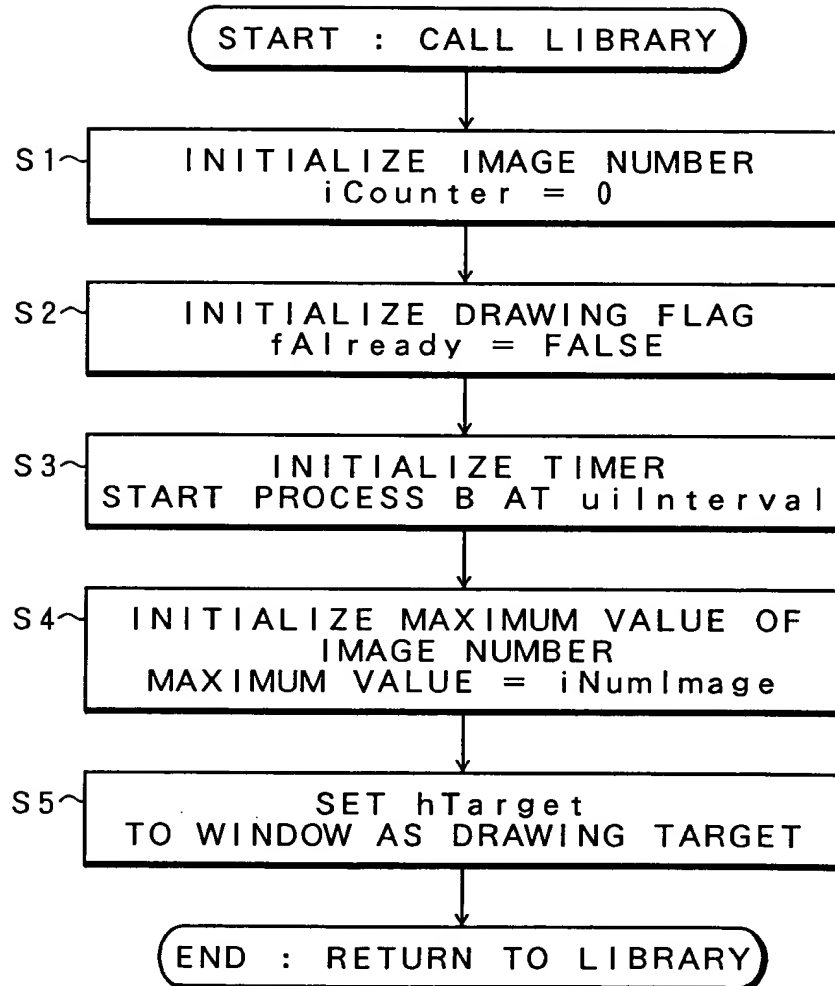 START : CALL LIBRARY
S1~ INITIALIZE IMAGE NUMBER
iCounter = 0
S2~ INITIALIZE DRAWING FLAG
fAlready = FALSE
S3~ INITIALIZE TIMER
START PROCESS B AT uiInterval
S4~ INITIALIZE MAXIMUM VALUE OF
IMAGE NUMBER
MAXIMUM VALUE = iNumImage
S5~ SET hTarget
TO WINDOW AS DRAWING TARGET
END : RETURN TO LIBRARY